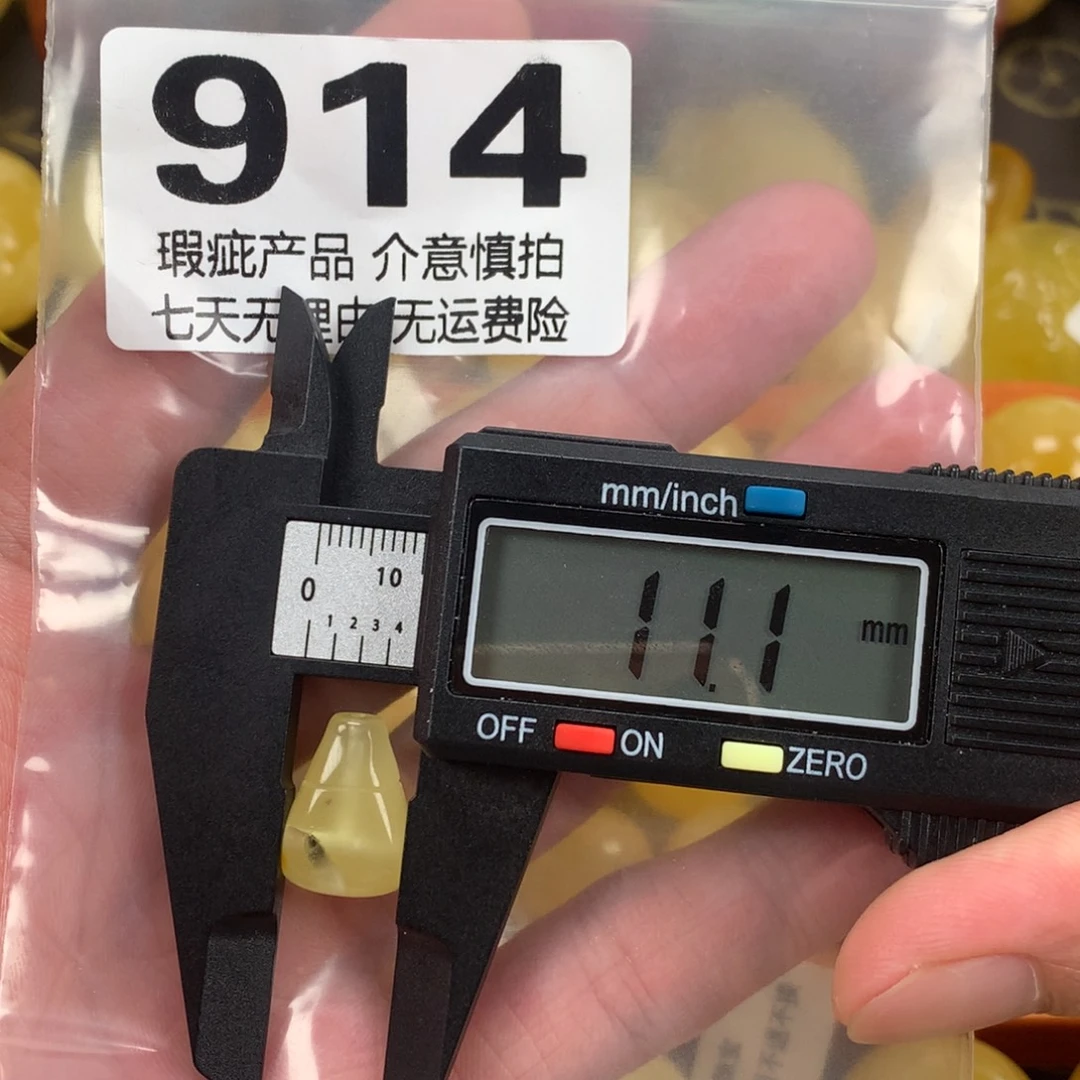 914
瑕疵产品 介意慎拍
七天无理由 无运费险
mm/inch
0 10
1 2 3 4
11.1 mm
OFF ON ZERO